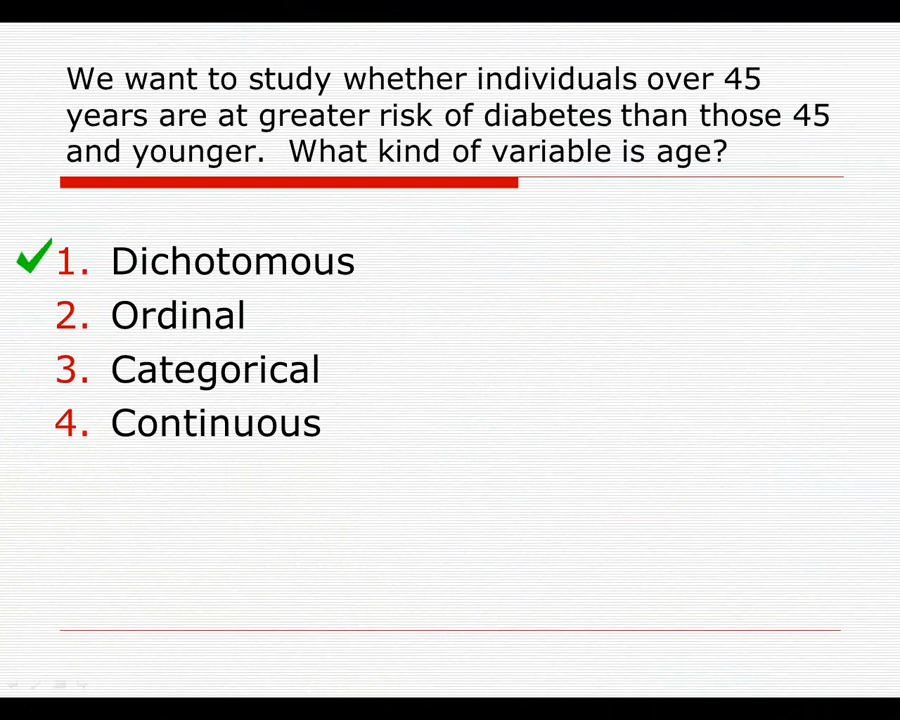 We want to study whether individuals over 45
years are at greater risk of diabetes than those 45
and younger.  What kind of variable is age?
1. Dichotomous
2. Ordinal
3. Categorical
4. Continuous